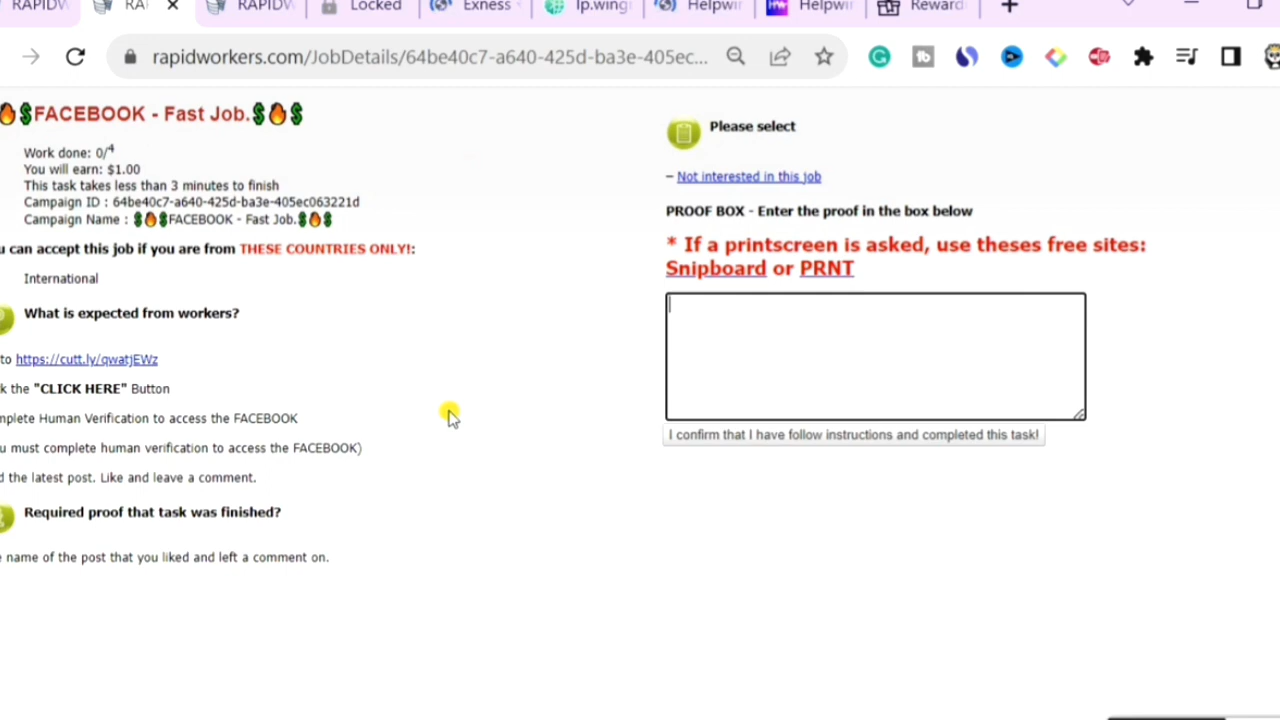 RAPIDW
RAI
RAPIDW
Locked
Exness
lp.wing
Helpwi
Helpwi
Reward
rapidworkers.com/JobDetails/64be40c7-a640-425d-ba3e-405ec...
$FACEBOOK - Fast Job.$$
Work done: 0/4
You will earn: $1.00
This task takes less than 3 minutes to finish
Campaign ID : 64be40c7-a640-425d-ba3e-405ec063221d
Campaign Name : $$FACEBOOK - Fast Job.$$
u can accept this job if you are from THESE COUNTRIES ONLY!:
International
What is expected from workers?
to https://cutt.ly/qwatjEWz
k the "CLICK HERE" Button
mplete Human Verification to access the FACEBOOK
u must complete human verification to access the FACEBOOK)
d the latest post. Like and leave a comment.
Required proof that task was finished?
e name of the post that you liked and left a comment on.
Please select
– Not interested in this job
PROOF BOX - Enter the proof in the box below
* If a printscreen is asked, use theses free sites:
Snipboard or PRNT
I confirm that I have follow instructions and completed this task!